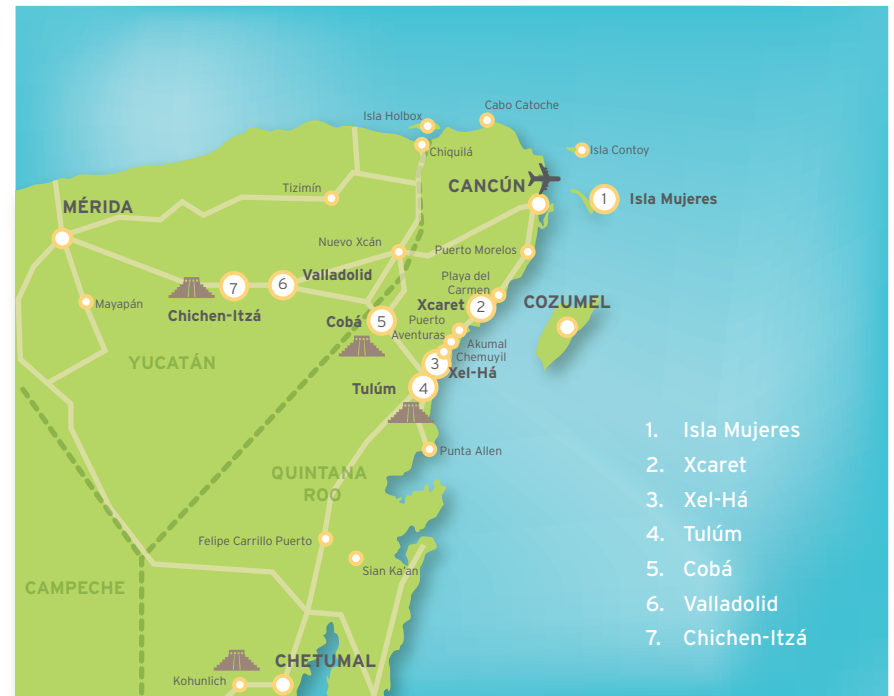 Cabo Catoche
Isla Holbox
Chiquilá
Isla Contoy
CANCÚN
Tizimín
1
Isla Mujeres
MÉRIDA
Nuevo Xcán
Puerto Morelos
Valladolid
Playa del
Carmen
7
6
Mayapán
Chichen-Itzá
Xcaret
2
COZUMEL
Cobá
5
Puerto
Aventuras
Akumal
Chemuyil
YUCATÁN
3
Xel-Há
Tulúm
4
Punta Allen
QUINTANA
ROO
Felipe Carrillo Puerto
Sian Ka'an
CAMPECHE
CHETUMAL
Kohunlich
1. Isla Mujeres
2. Xcaret
3. Xel-Há
4. Tulúm
5. Cobá
6. Valladolid
7. Chichen-Itzá